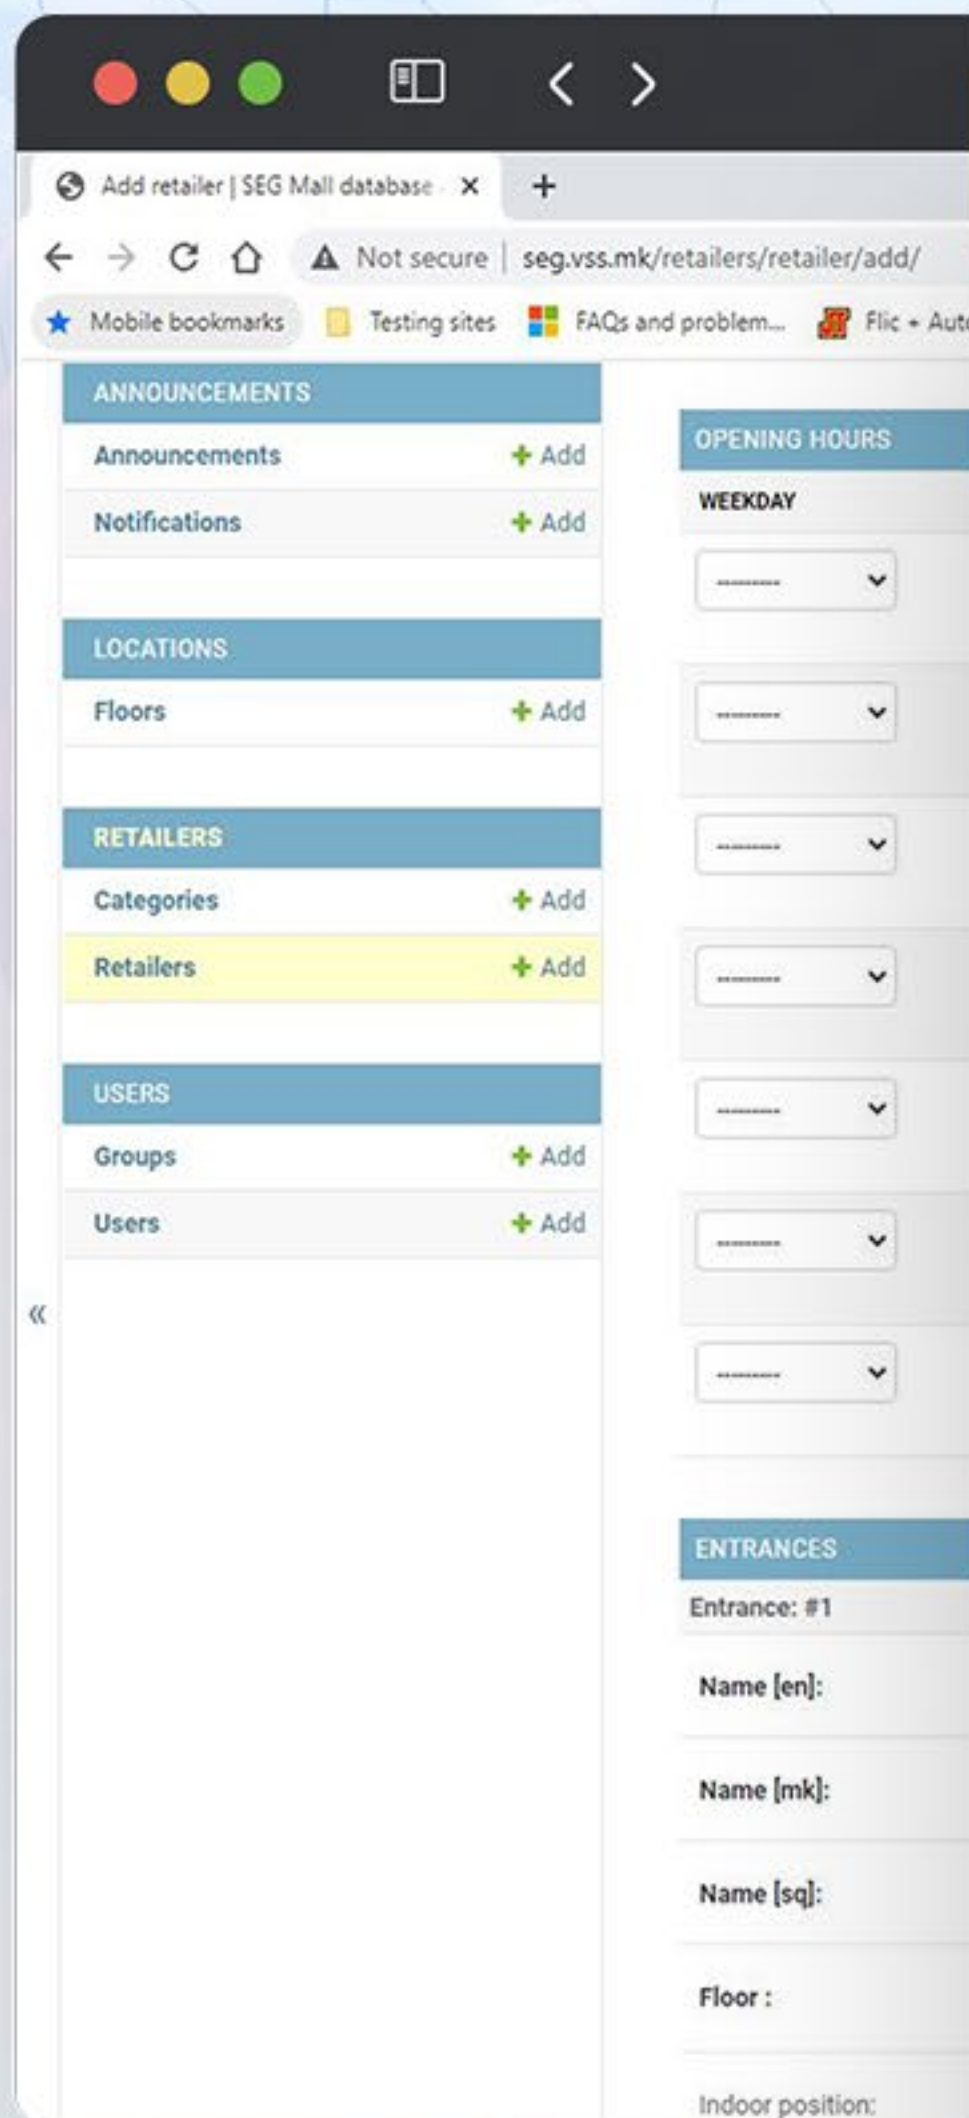 Add retailer | SEG Mall database
Not secure | seg.vss.mk/retailers/retailer/add/
Mobile bookmarks Testing sites FAQs and problem... Flic + Aut
ANNOUNCEMENTS
Announcements + Add
Notifications + Add
LOCATIONS
Floors + Add
RETAILERS
Categories + Add
Retailers + Add
USERS
Groups + Add
Users + Add
«
OPENING HOURS
WEEKDAY
---------
---------
---------
---------
---------
---------
---------
ENTRANCES
Entrance: #1
Name [en]:
Name [mk]:
Name [sq]:
Floor :
Indoor position: